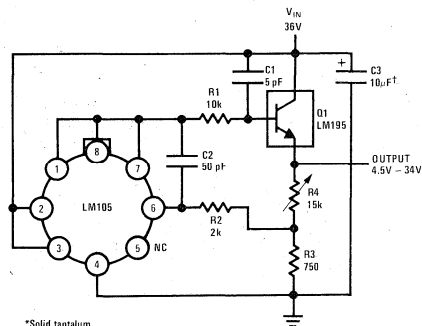 V_IN
36V
C1
5 pF
+
C3
10µF†
R1
10k
Q1
LM195
OUTPUT
4.5V – 34V
8
1
7
C2
50 pF
R4
15k
2
LM105
6
R2
2k
3
5
NC
4
R3
750
*Solid tantalum